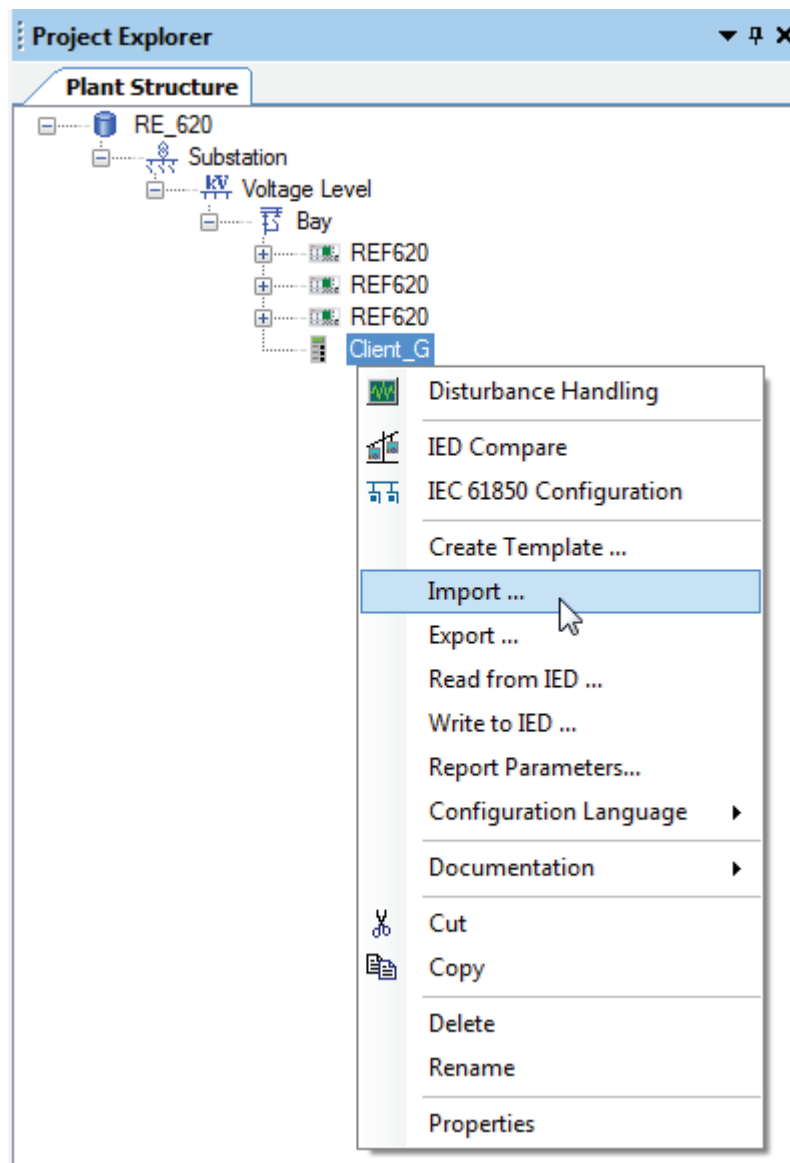 Project Explorer
Plant Structure
RE_620
Substation
kV Voltage Level
Bay
REF620
REF620
REF620
Client_G
Disturbance Handling
IED Compare
IEC 61850 Configuration
Create Template ...
Import ...
Export ...
Read from IED ...
Write to IED ...
Report Parameters...
Configuration Language
Documentation
Cut
Copy
Delete
Rename
Properties